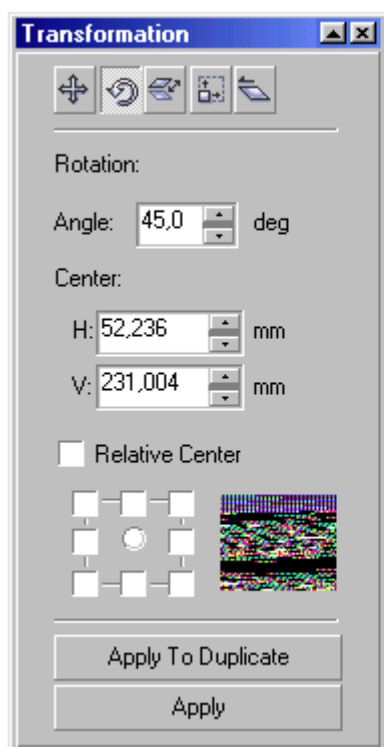 Transformation
Rotation:
Angle: 45,0 deg
Center:
H: 52,236 mm
V: 231,004 mm
Relative Center
Apply To Duplicate
Apply